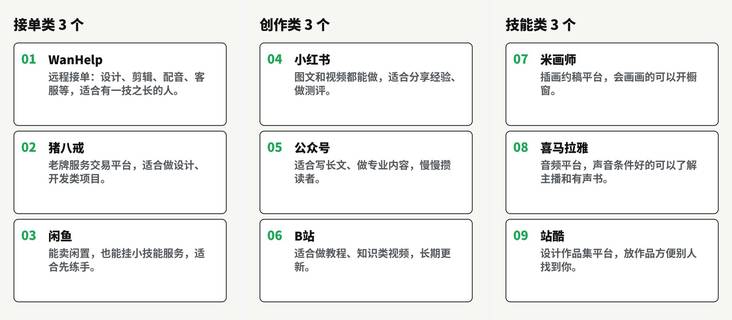 接单类 3 个
01 WanHelp
远程接单：设计、剪辑、配音、客
服等，适合有一技之长的人。
02 猪八戒
老牌服务交易平台，适合做设计、
开发类项目。
03 闲鱼
能卖闲置，也能挂小技能服务，适
合先练手。
创作类 3 个
04 小红书
图文和视频都能做，适合分享经验、
做测评。
05 公众号
适合写长文、做专业内容，慢慢攒
读者。
06 B站
适合做教程、知识类视频，长期更
新。
技能类 3 个
07 米画师
插画约稿平台，会画画的可以开橱
窗。
08 喜马拉雅
音频平台，声音条件好的可以了解
主播和有声书。
09 站酷
设计作品集平台，放作品方便别人
找到你。